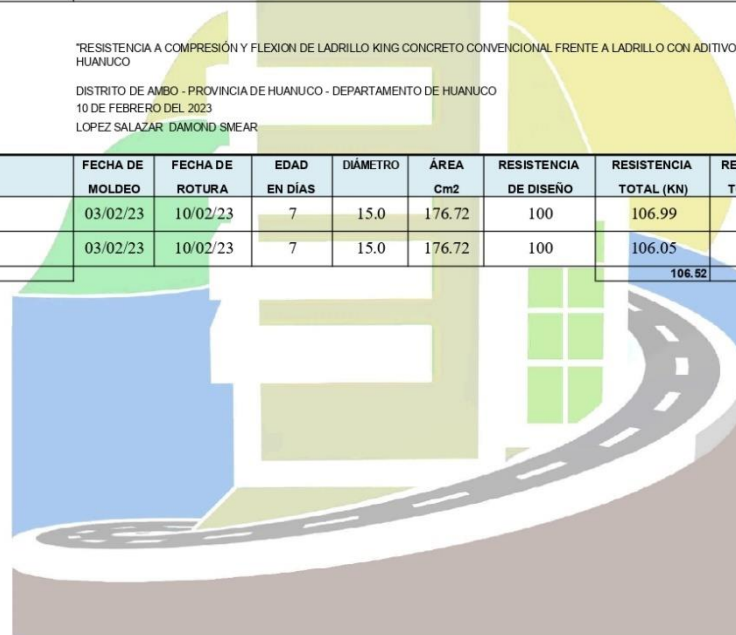 "RESISTENCIA A COMPRESIÓN Y FLEXION DE LADRILLO KING CONCRETO CONVENCIONAL FRENTE A LADRILLO CON ADITIVO
HUANUCO
DISTRITO DE AMBO - PROVINCIA DE HUANUCO - DEPARTAMENTO DE HUANUCO
10 DE FEBRERO DEL 2023
LOPEZ SALAZAR DAMOND SMEAR
FECHA DE FECHA DE EDAD DIÁMETRO ÁREA RESISTENCIA RESISTENCIA
MOLDEO ROTURA EN DÍAS Cm2 DE DISEÑO TOTAL (KN)
03/02/23 10/02/23 7 15.0 176.72 100 106.99
03/02/23 10/02/23 7 15.0 176.72 100 106.05
106.52